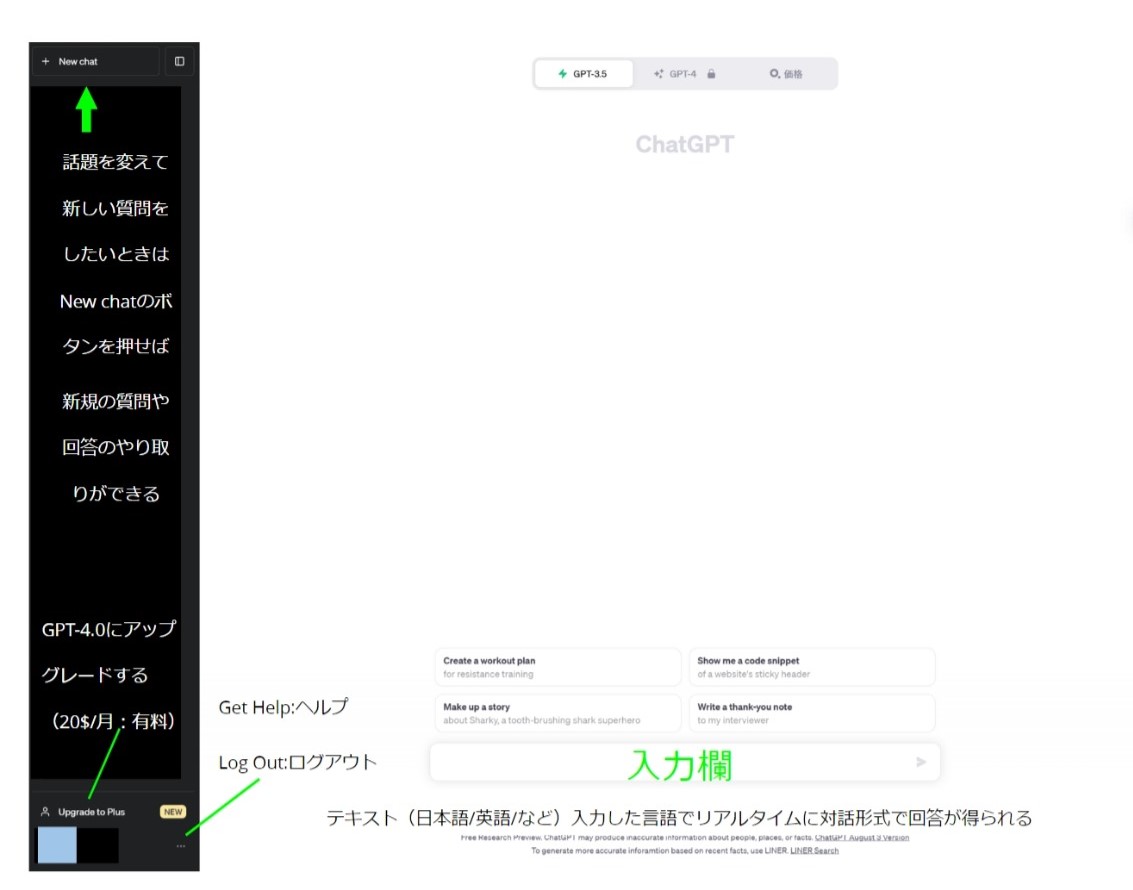 New chat
話題を変えて
新しい質問を
したいときは
New chatのボ
タンを押せば
新規の質問や
回答のやり取
りができる
GPT-4.0にアップ
グレードする
（20$/月：有料）
Upgrade to Plus NEW
GPT-3.5 GPT-4 価格
ChatGPT
Create a workout plan
for resistance training
Show me a code snippet
of a website's sticky header
Make up a story
about Sharky, a tooth-brushing shark superhero
Write a thank-you note
to my interviewer
Get Help:ヘルプ
Log Out:ログアウト
入力欄
テキスト（日本語/英語/など）入力した言語でリアルタイムに対話形式で回答が得られる
Free Research Preview. ChatGPT may produce inaccurate information about people, places, or facts. ChatGPT August 3 Version
To generate more accurate inforamtion based on recent facts, use LINER. LINER Search